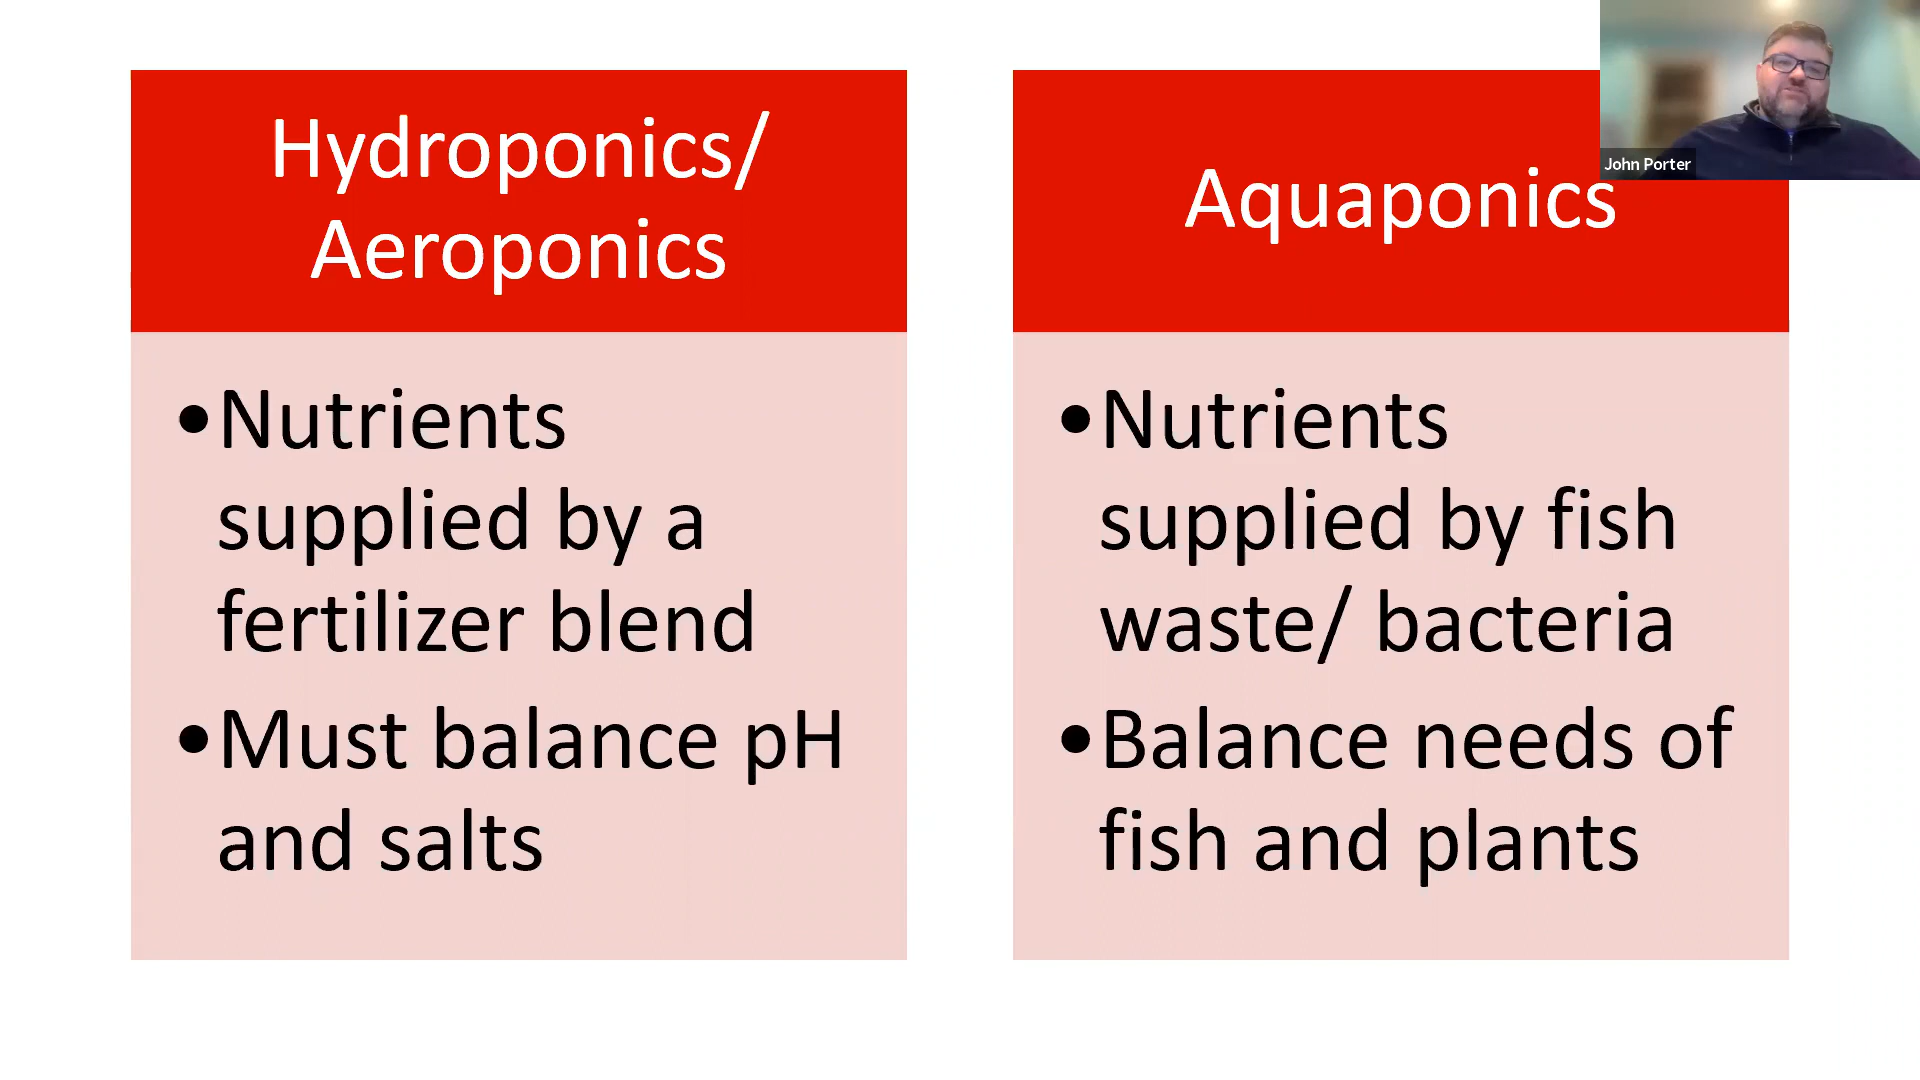 Hydroponics/
Aeroponics
•Nutrients
supplied by a
fertilizer blend
•Must balance pH
and salts
Aquaponics
•Nutrients
supplied by fish
waste/ bacteria
•Balance needs of
fish and plants
John Porter